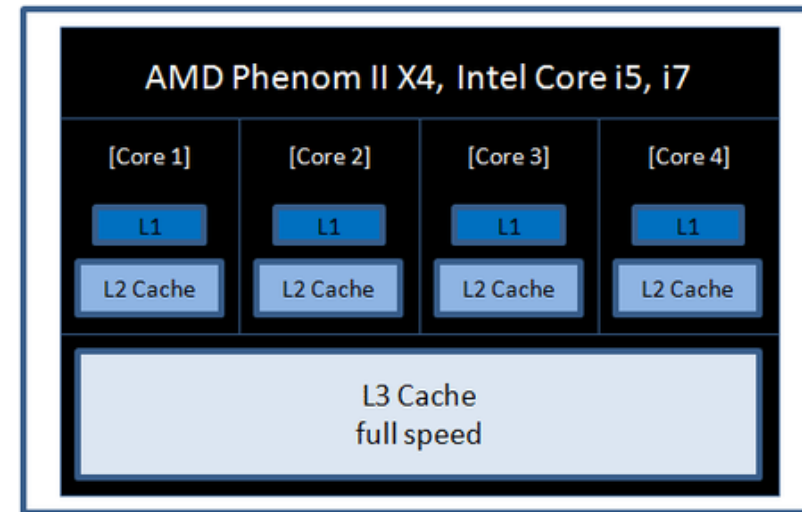 AMD Phenom II X4, Intel Core i5, i7
[Core 1] [Core 2] [Core 3] [Core 4]
L1 L1 L1 L1
L2 Cache L2 Cache L2 Cache L2 Cache
L3 Cache
full speed